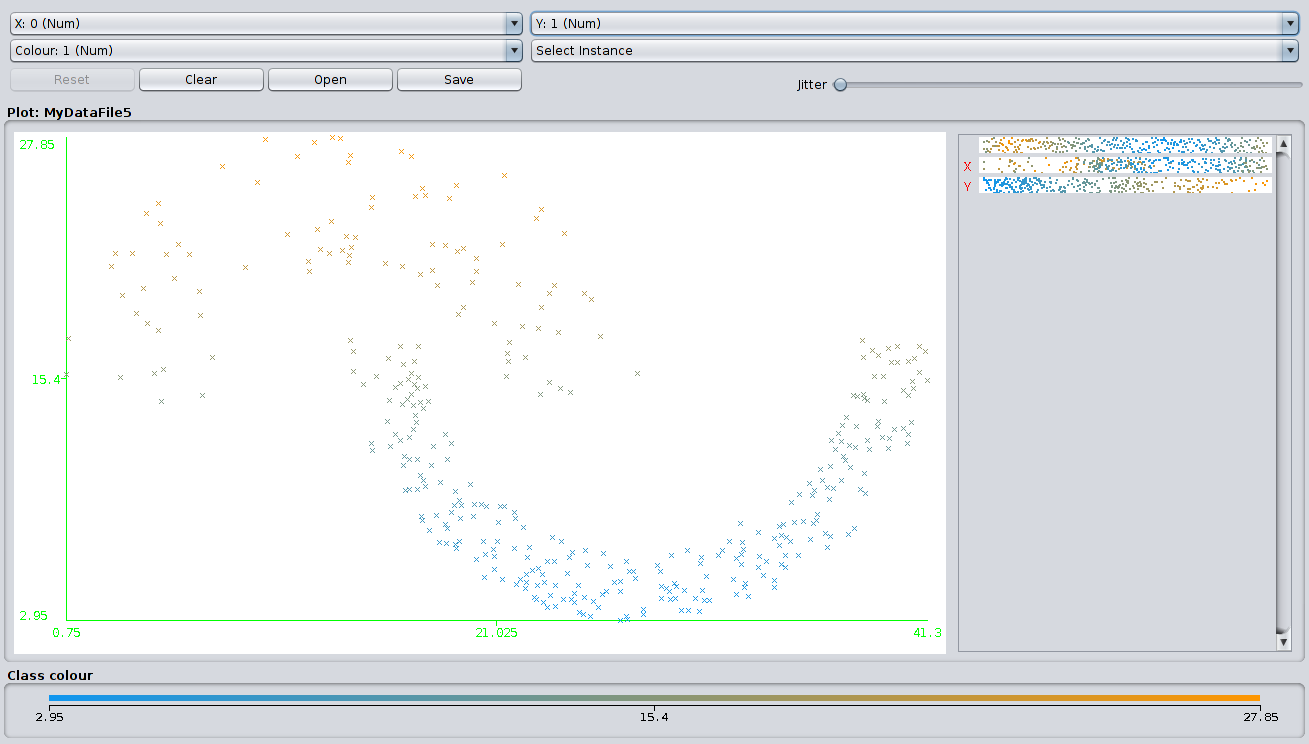 X: 0 (Num)
Y: 1 (Num)
Colour: 1 (Num)
Select Instance
Reset
Clear
Open
Save
Jitter
Plot: MyDataFile5
27.85
15.4
2.95
0.75
21.025
41.3
X
Y
Class colour
2.95
15.4
27.85